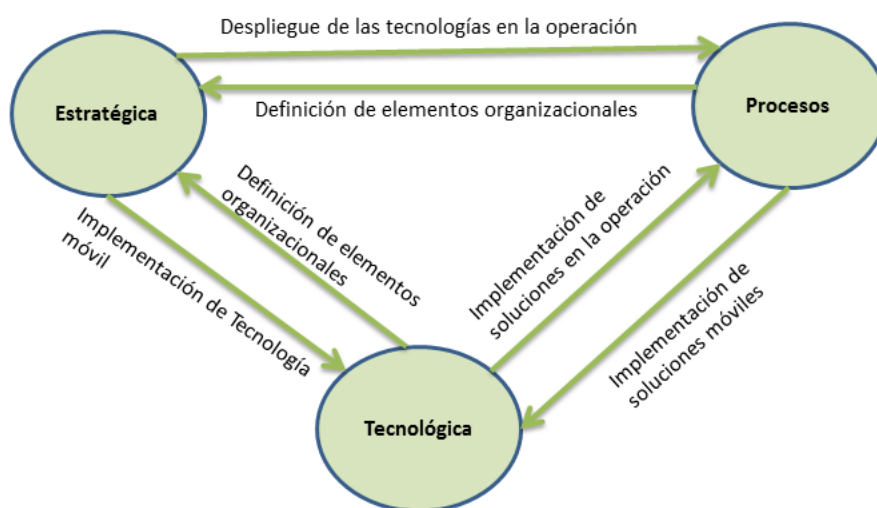 Despliegue de las tecnologías en la operación
Estratégica
Procesos
Definición de elementos organizacionales
Definición de elementos
organizacionales
Implementación de Tecnología
móvil
Implementación de
soluciones en la operación
Implementación de
soluciones móviles
Tecnológica